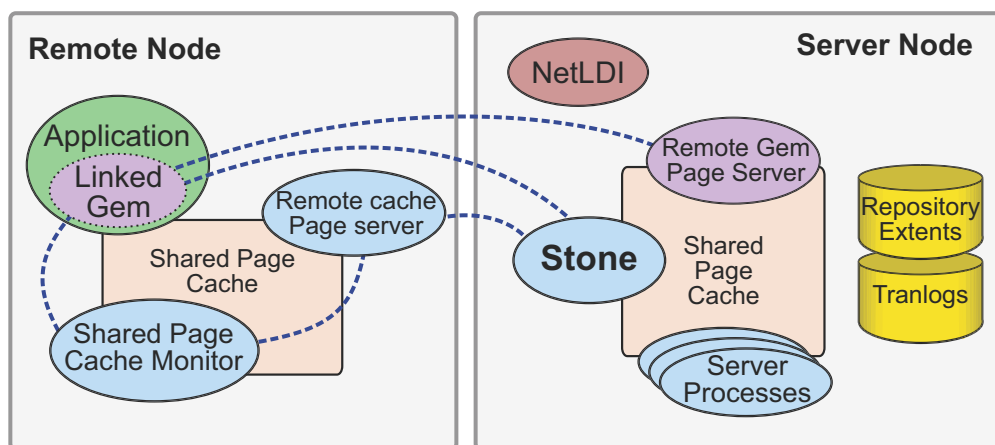 Remote Node
Application
Linked
Gem
Remote cache
Page server
Shared Page
Cache
Shared Page
Cache Monitor
Server Node
NetLDI
Remote Gem
Page Server
Stone
Shared
Page
Cache
Server
Processes
Repository
Extents
Tranlogs